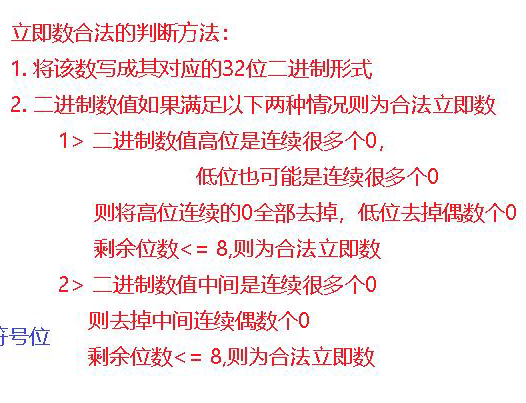 立即数合法的判断方法：
1. 将该数写成其对应的32位二进制形式
2. 二进制数值如果满足以下两种情况则为合法立即数
1> 二进制数值高位是连续很多个0，
低位也可能是连续很多个0
则将高位连续的0全部去掉，低位去掉偶数个0
剩余位数<= 8,则为合法立即数
2> 二进制数值中间是连续很多个0
则去掉中间连续偶数个0
符号位
剩余位数<= 8,则为合法立即数